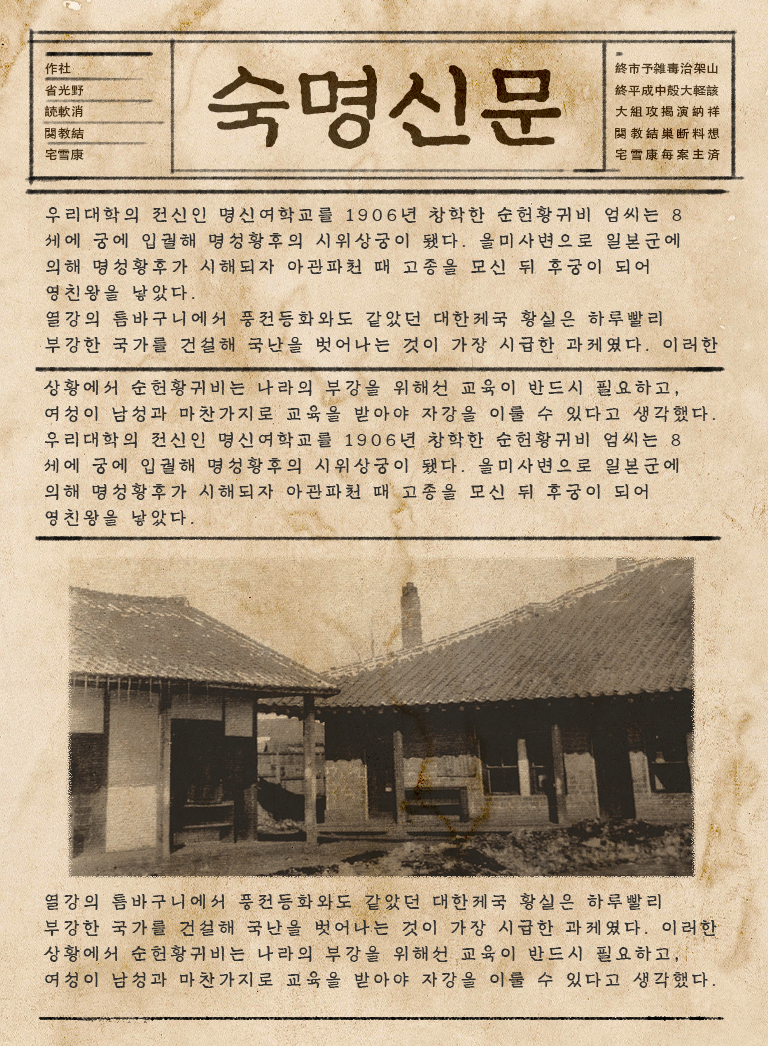 作社
省光野
読軟消
関教結
宅雪康
숙명신문
終市予雑毒治架山
終平成中殻大軽該
大組攻掲演納祥
関教結巣断料想
宅雪康毎案主済
우리대학의 전신인 명신여학교를 1906년 창학한 순헌황귀비 엄씨는 8
세에 궁에 입궐해 명성황후의 시위상궁이 됐다. 을미사변으로 일본군에
의해 명성황후가 시해되자 아관파천 때 고종을 모신 뒤 후궁이 되어
영친왕을 낳았다.
열강의 틈바구니에서 풍전등화와도 같았던 대한제국 황실은 하루빨리
부강한 국가를 건설해 국난을 벗어나는 것이 가장 시급한 과제였다. 이러한
상황에서 순헌황귀비는 나라의 부강을 위해선 교육이 반드시 필요하고,
여성이 남성과 마찬가지로 교육을 받아야 자강을 이룰 수 있다고 생각했다.
우리대학의 전신인 명신여학교를 1906년 창학한 순헌황귀비 엄씨는 8
세에 궁에 입궐해 명성황후의 시위상궁이 됐다. 을미사변으로 일본군에
의해 명성황후가 시해되자 아관파천 때 고종을 모신 뒤 후궁이 되어
영친왕을 낳았다.
열강의 틈바구니에서 풍전등화와도 같았던 대한제국 황실은 하루빨리
부강한 국가를 건설해 국난을 벗어나는 것이 가장 시급한 과제였다. 이러한
상황에서 순헌황귀비는 나라의 부강을 위해선 교육이 반드시 필요하고,
여성이 남성과 마찬가지로 교육을 받아야 자강을 이룰 수 있다고 생각했다.